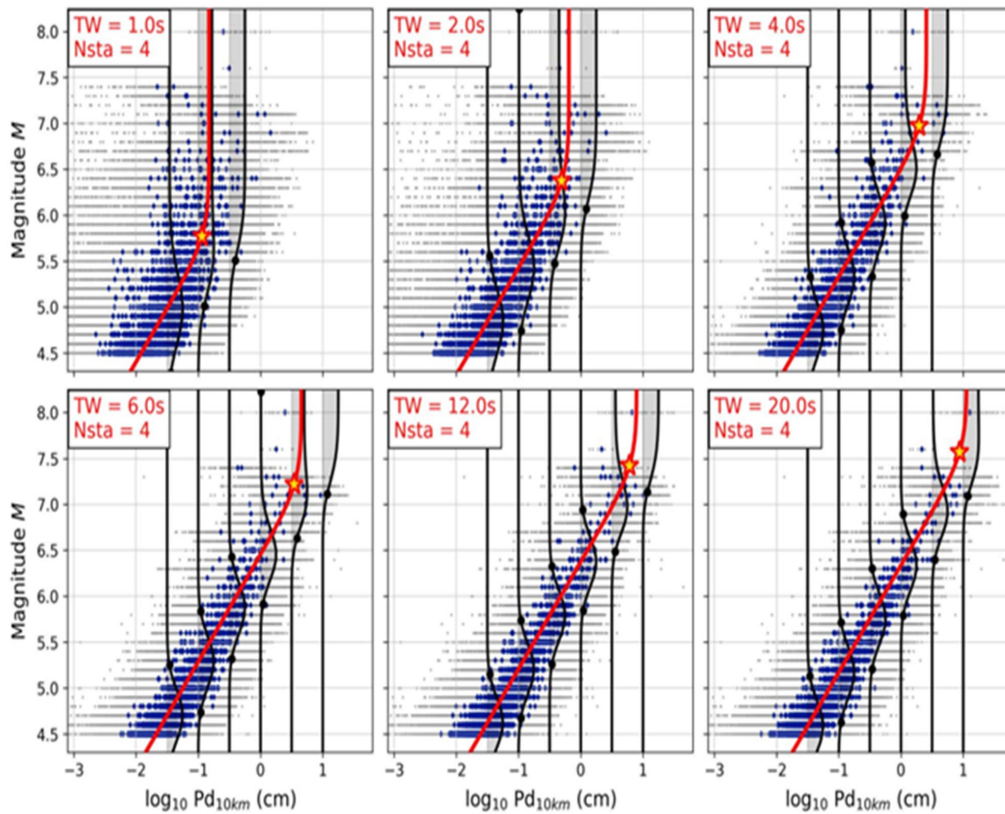 TW = 1.0s
Nsta = 4
TW = 2.0s
Nsta = 4
TW = 4.0s
Nsta = 4
Magnitude M
8.0
7.5
7.0
6.5
6.0
5.5
5.0
4.5
TW = 6.0s
Nsta = 4
TW = 12.0s
Nsta = 4
TW = 20.0s
Nsta = 4
Magnitude M
8.0
7.5
7.0
6.5
6.0
5.5
5.0
4.5
−3 −2 −1 0 1
−3 −2 −1 0 1
−3 −2 −1 0 1
log10 Pd10km (cm)
log10 Pd10km (cm)
log10 Pd10km (cm)